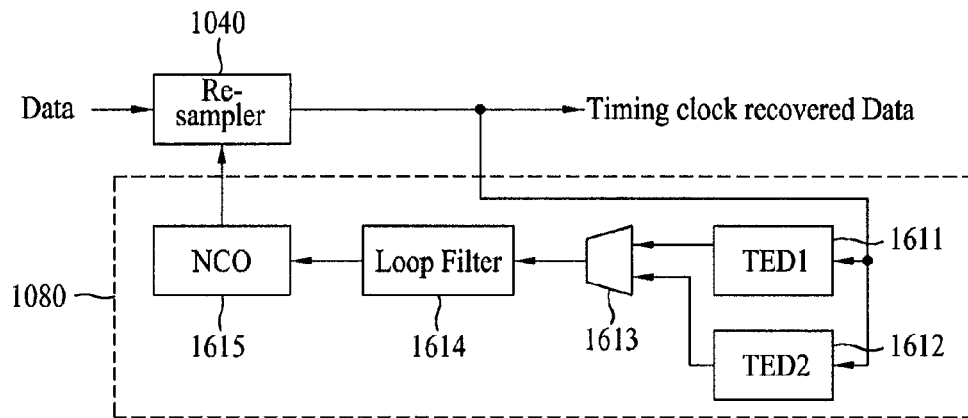 1040
Data
Re-
sampler
Timing clock recovered Data
1080
NCO
Loop Filter
TED1
1611
1615
1614
1613
TED2
1612